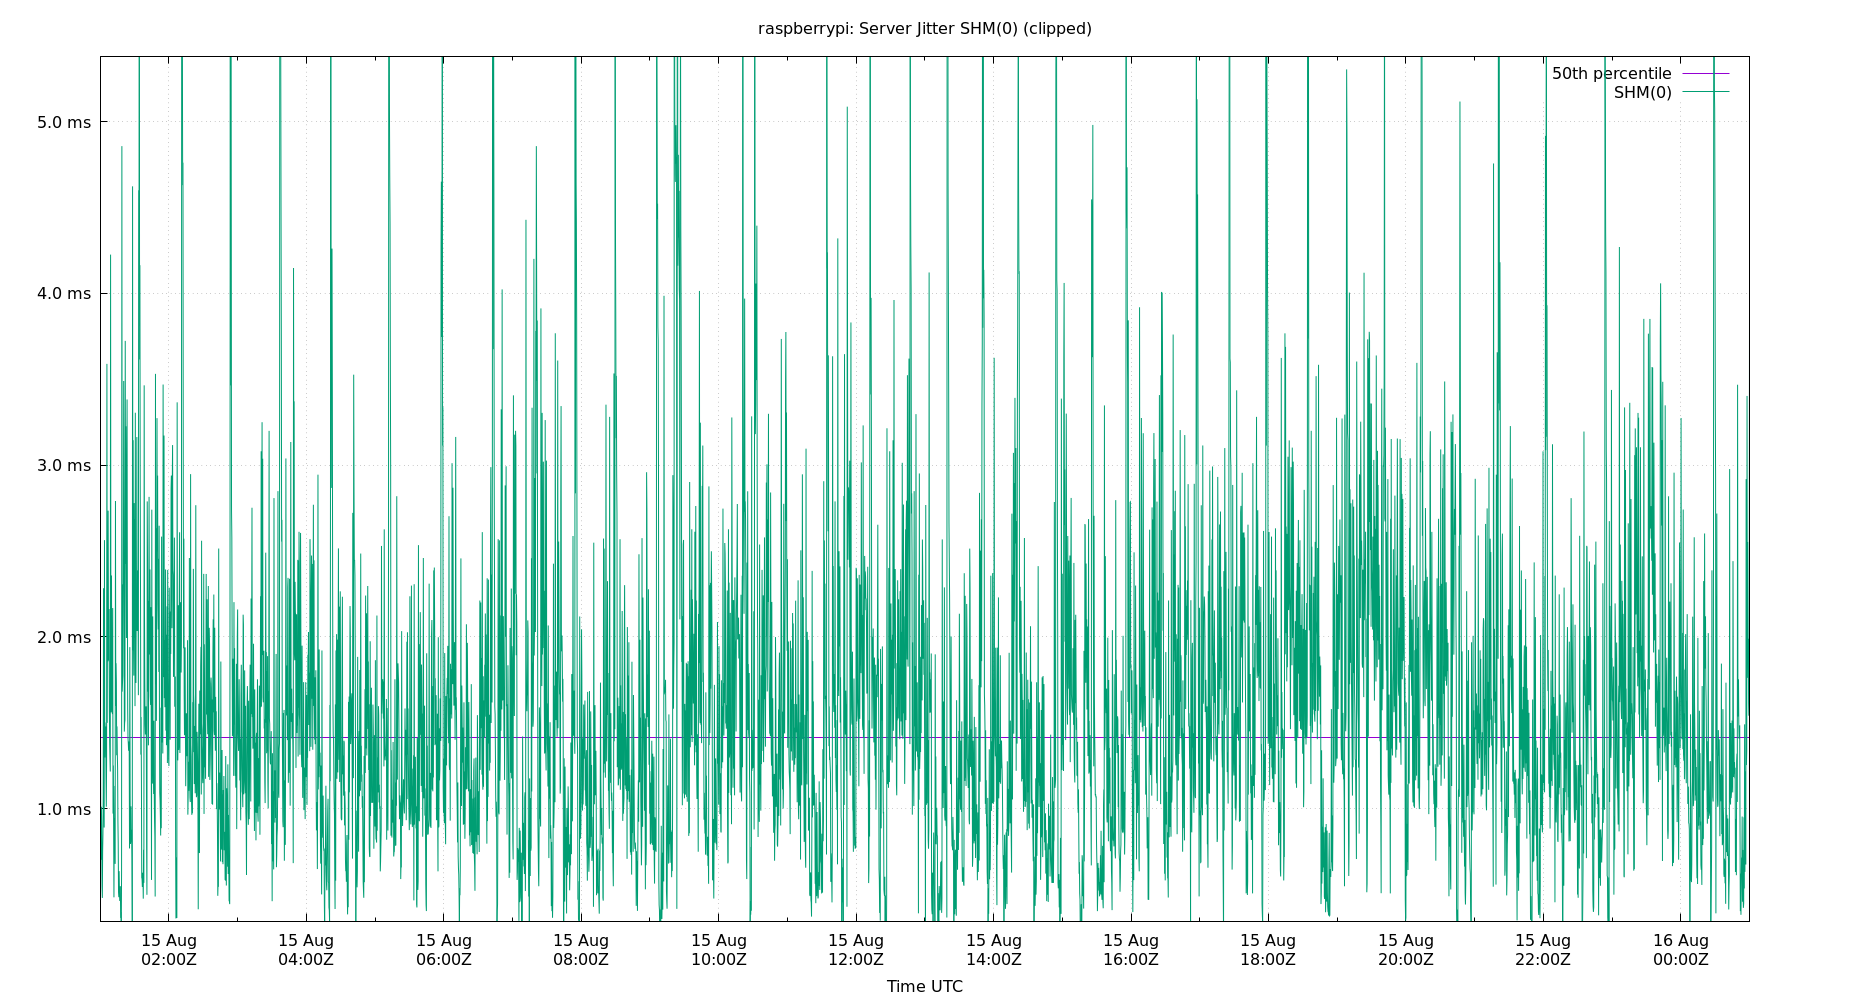 raspberrypi: Server Jitter SHM(0) (clipped)
50th percentile
SHM(0)
5.0 ms
4.0 ms
3.0 ms
2.0 ms
1.0 ms
15 Aug 15 Aug 15 Aug 15 Aug 15 Aug 15 Aug 15 Aug 15 Aug 15 Aug 15 Aug 15 Aug 16 Aug
02:00Z 04:00Z 06:00Z 08:00Z 10:00Z 12:00Z 14:00Z 16:00Z 18:00Z 20:00Z 22:00Z 00:00Z
Time UTC